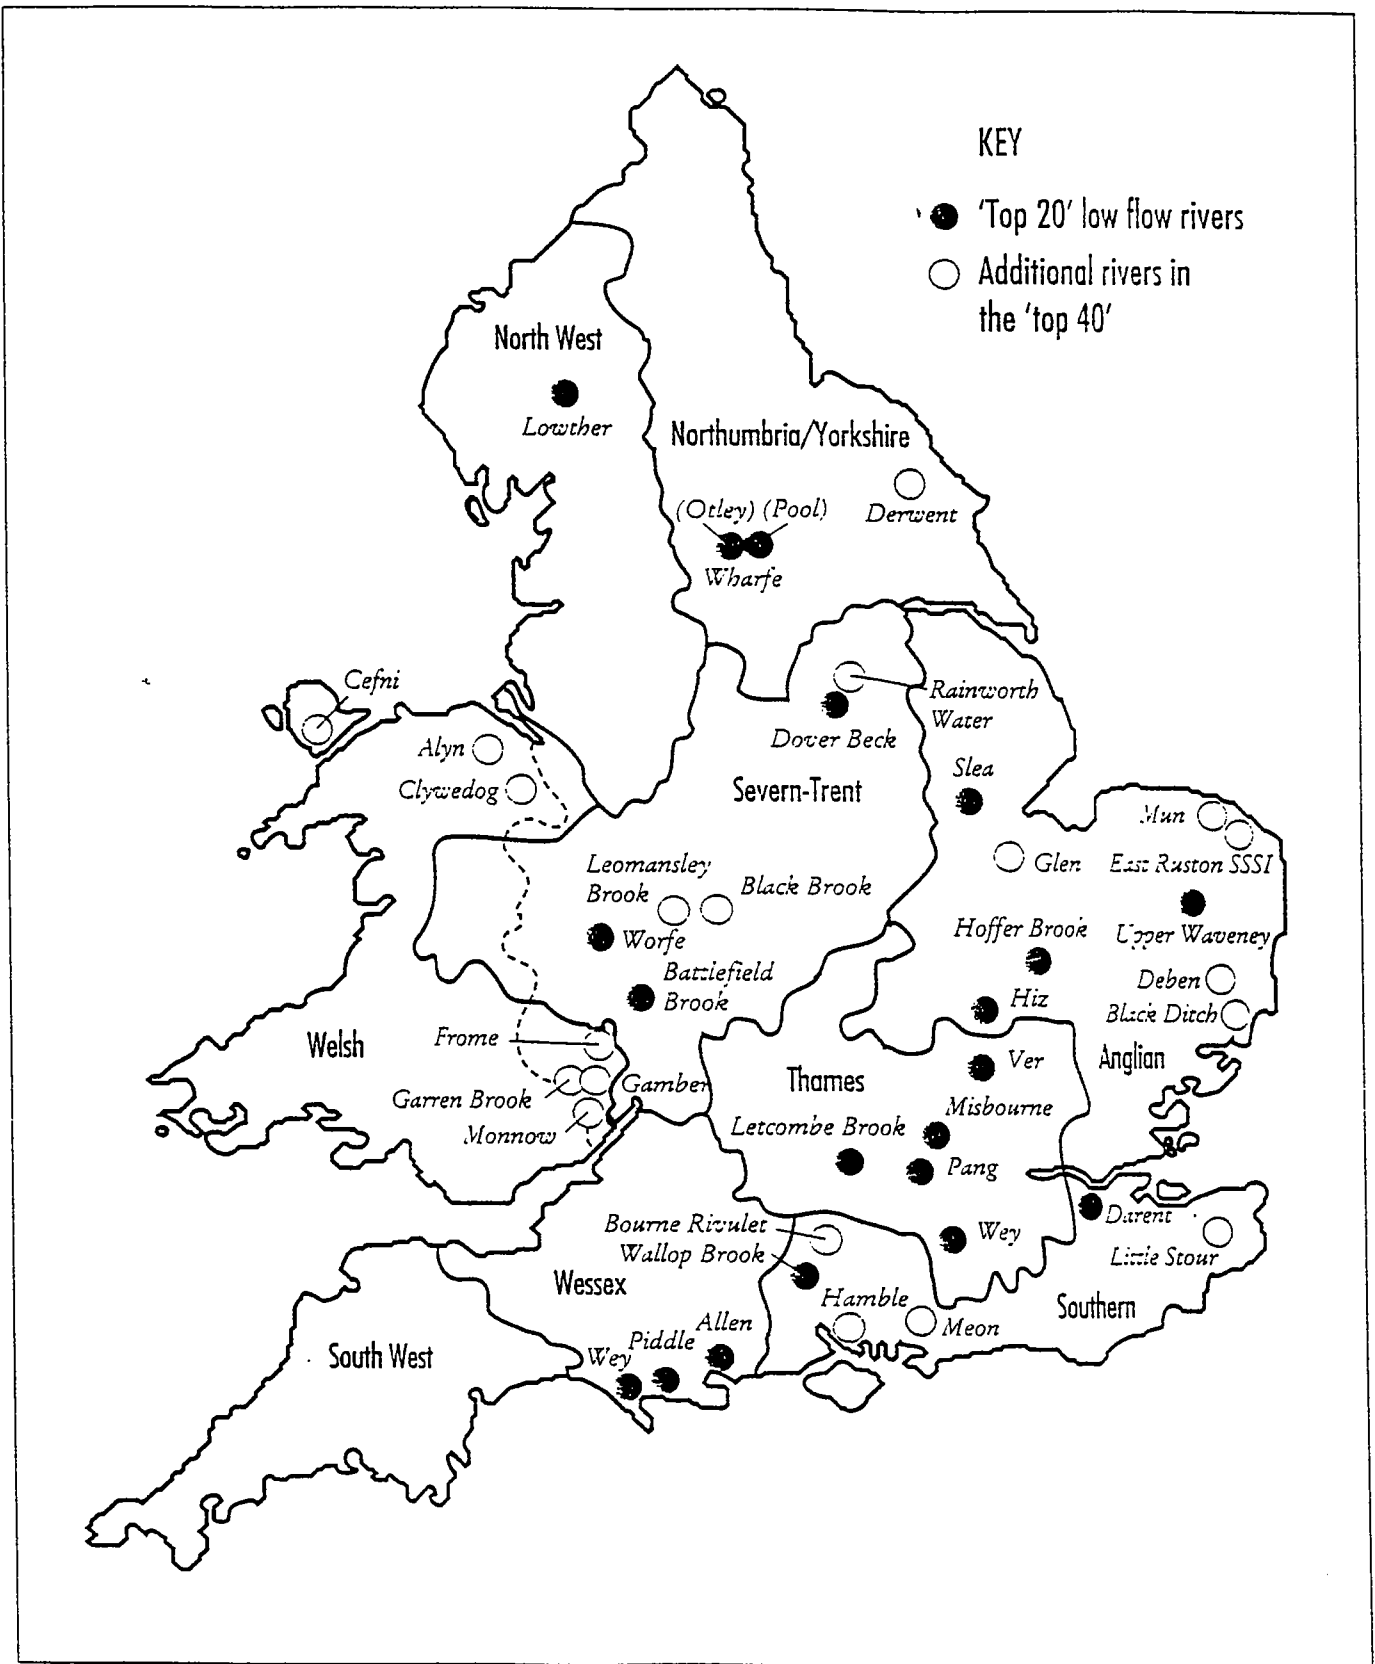 KEY
'Top 20' low flow rivers
Additional rivers in
the 'top 40'
North West
Lowther
Northumbria/Yorkshire
(Otley) (Pool)
Wharfe
Derwent
Cefni
Alyn
Clywedog
Rainworth
Water
Dover Beck
Severn-Trent
Slea
Mun
Glen
East Ruston SSSI
Leomansley
Brook
Black Brook
Worfe
Battlefield
Brook
Hoffer Brook
Upper Waveney
Hiz
Deben
Black Ditch
Welsh
Frome
Garren Brook
Gamber
Monnow
Thames
Ver
Anglian
Misbourne
Letcombe Brook
Pang
Darent
Wey
Little Stour
Bourne Rivulet
Wallop Brook
Wessex
Hamble
Meon
Southern
South West
Wey
Piddle
Allen